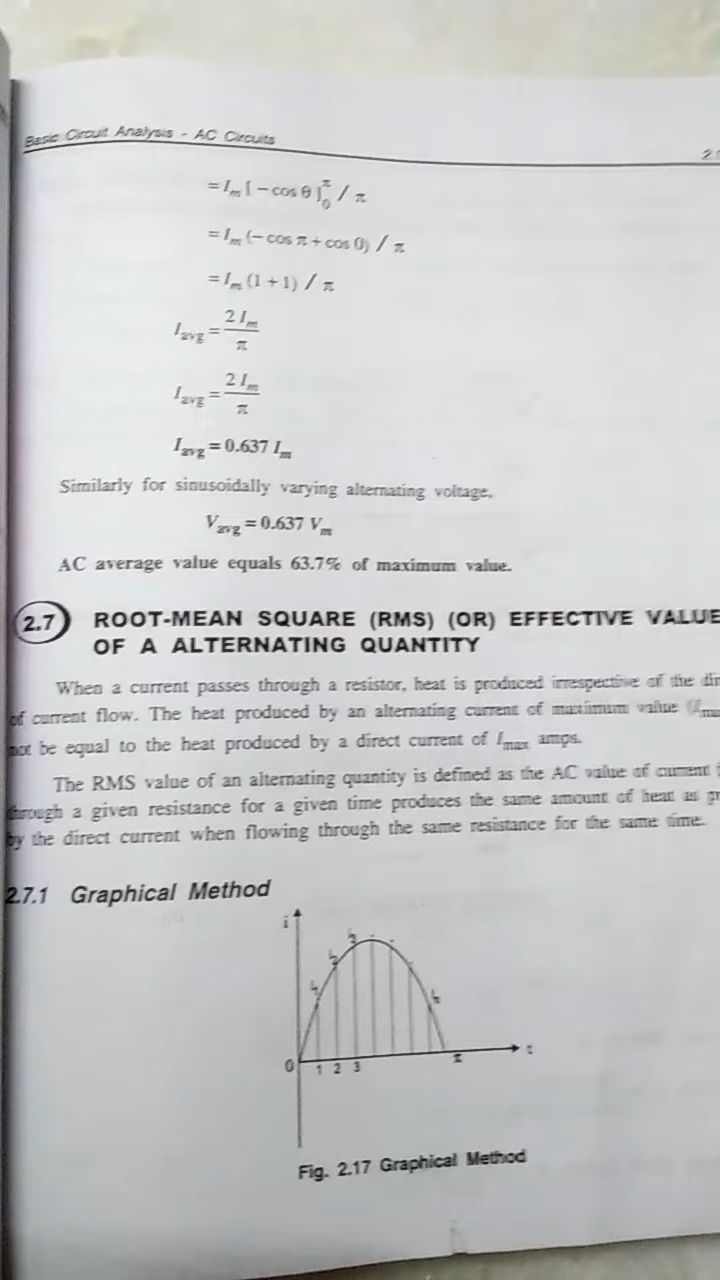 Basic Circuit Analysis - AC Circuits
2.
= I_m [ − cos θ ]_0^π / π
= I_m (− cos π + cos 0) / π
= I_m (1 + 1) / π
I_avg = 2 I_m / π
I_avg = 2 I_m / π
I_avg = 0.637 I_m
Similarly for sinusoidally varying alternating voltage,
V_avg = 0.637 V_m
AC average value equals 63.7% of maximum value.
2.7 ROOT-MEAN SQUARE (RMS) (OR) EFFECTIVE VALUE
OF A ALTERNATING QUANTITY
When a current passes through a resistor, heat is produced irrespective of the dir
of current flow. The heat produced by an alternating current of maximum value (I_ma
not be equal to the heat produced by a direct current of I_max amps.
The RMS value of an alternating quantity is defined as the AC value of current
through a given resistance for a given time produces the same amount of heat as pr
by the direct current when flowing through the same resistance for the same time.
2.7.1 Graphical Method
i
0 1 2 3 π t
Fig. 2.17 Graphical Method